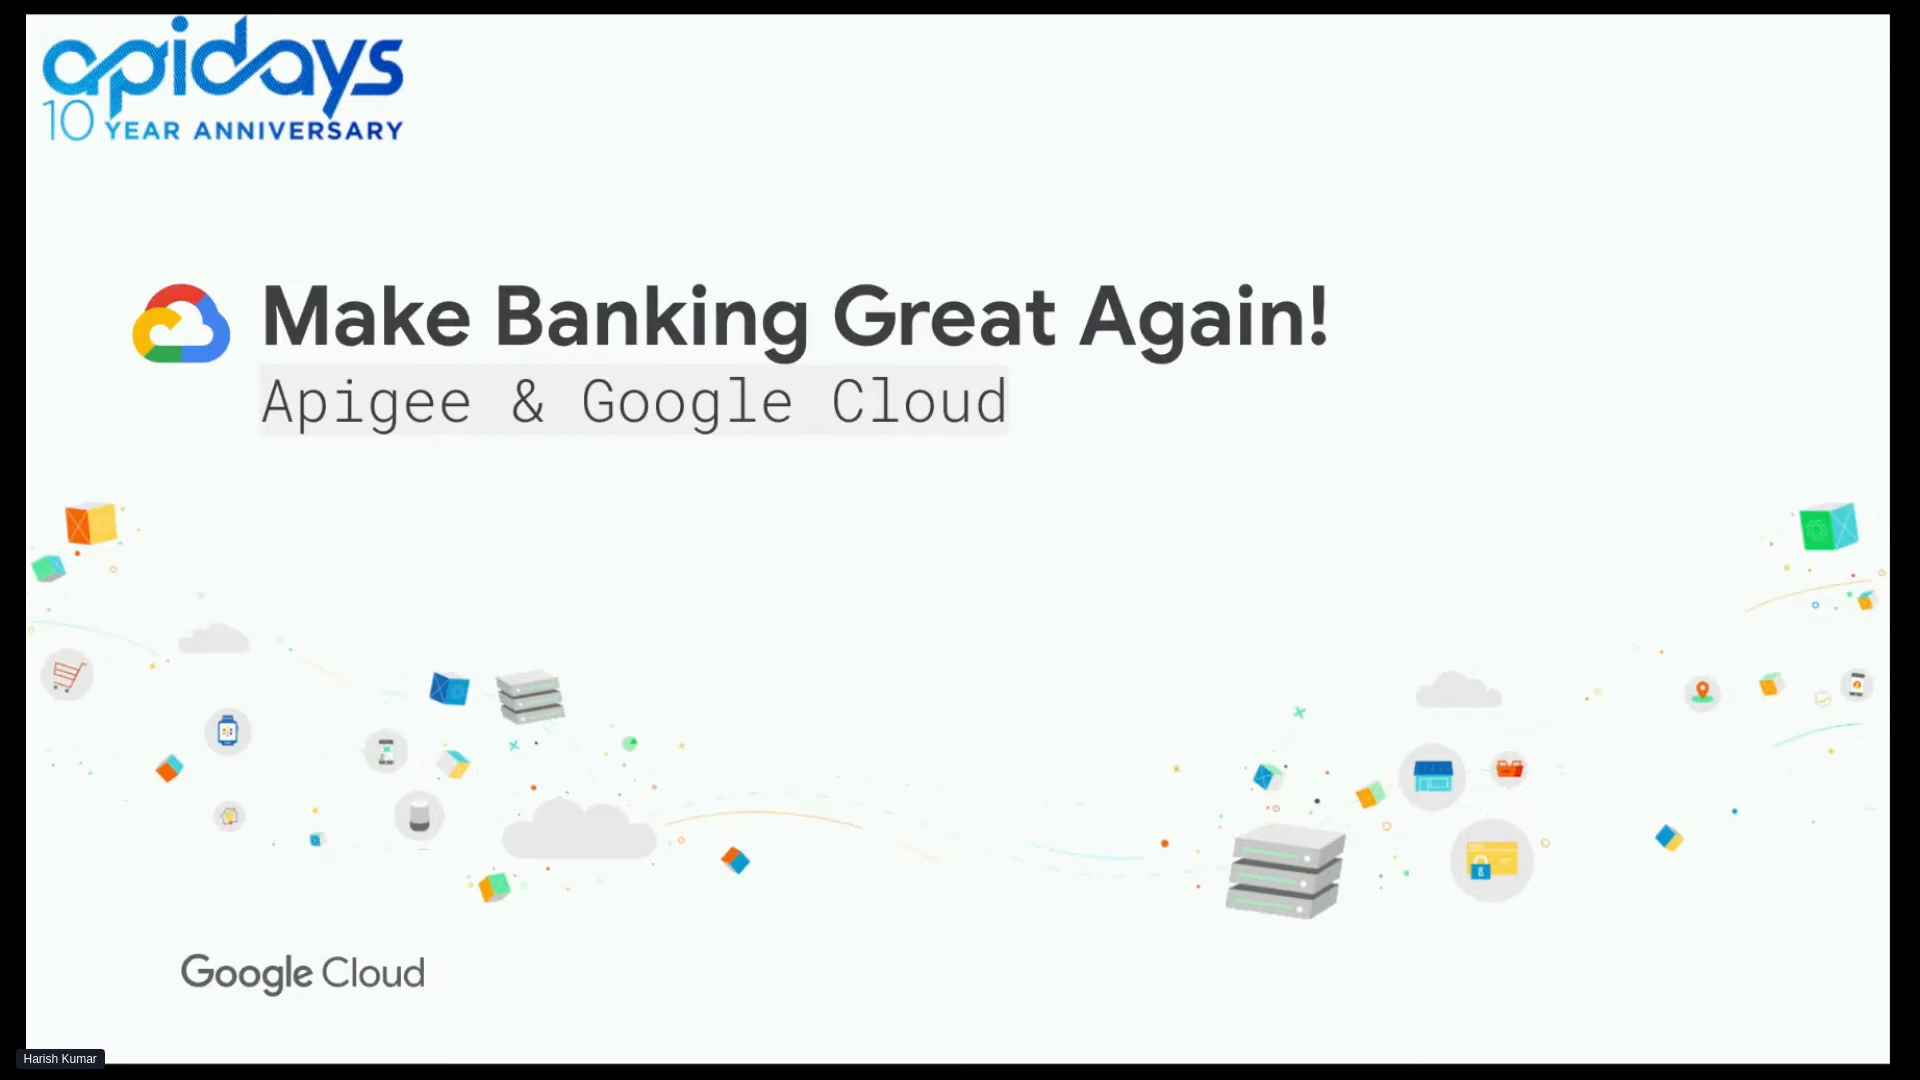 apidays
10 YEAR ANNIVERSARY
Make Banking Great Again!
Apigee & Google Cloud
Google Cloud
Harish Kumar